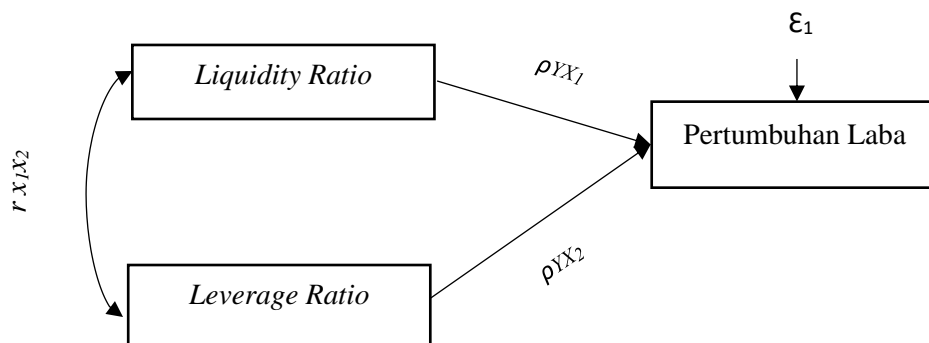 ε₁
Liquidity Ratio
ρYX₁
Pertumbuhan Laba
r x₁x₂
ρYX₂
Leverage Ratio